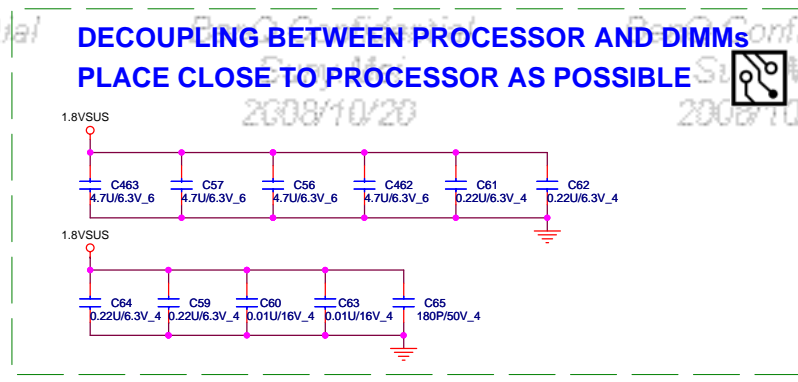 DECOUPLING BETWEEN PROCESSOR AND DIMMs
PLACE CLOSE TO PROCESSOR AS POSSIBLE
2008/10/20
1.8VSUS
C463 C57 C56 C462 C61 C62
4.7U/6.3V_6 4.7U/6.3V_6 4.7U/6.3V_6 4.7U/6.3V_6 0.22U/6.3V_4 0.22U/6.3V_4
1.8VSUS
C64 C59 C60 C63 C65
0.22U/6.3V_4 0.22U/6.3V_4 0.01U/16V_4 0.01U/16V_4 180P/50V_4